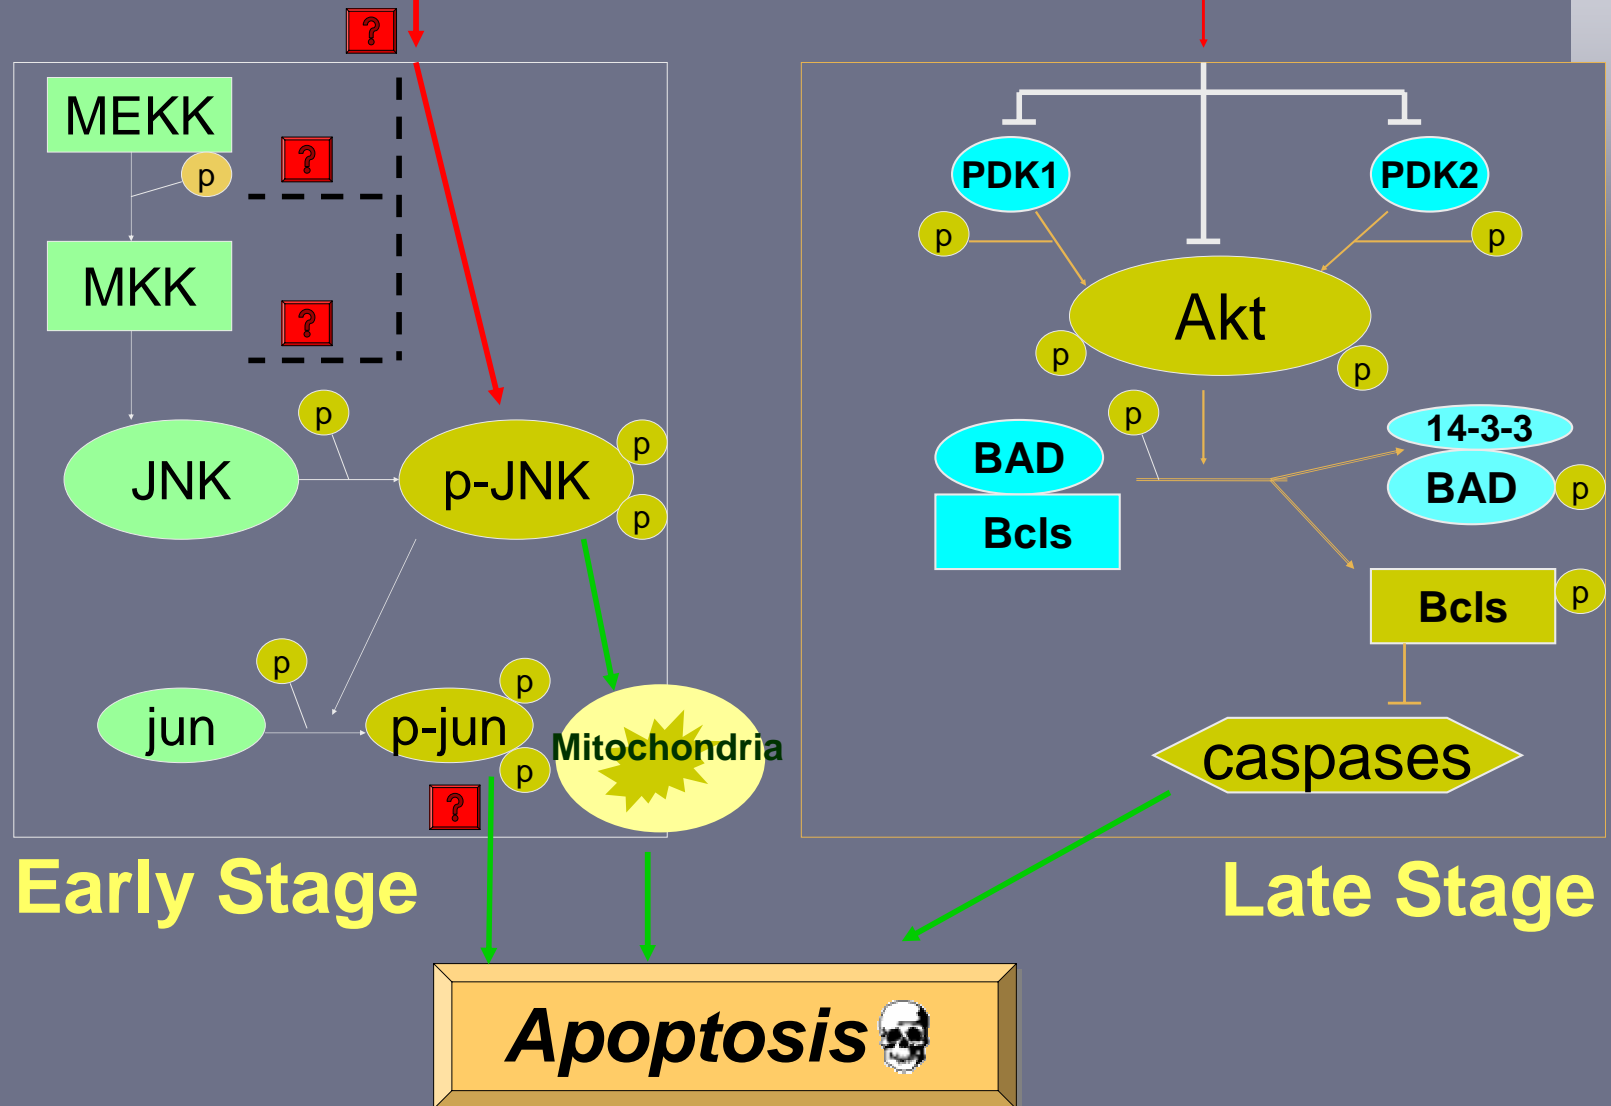 ?
MEKK
?
p
MKK
?
JNK
p
p-JNK
p
p
jun
p
p-jun
p
p
?
Mitochondria
Early Stage
PDK1
PDK2
p
p
Akt
p
p
BAD
Bcls
p
14-3-3
BAD
p
Bcls
p
caspases
Late Stage
Apoptosis